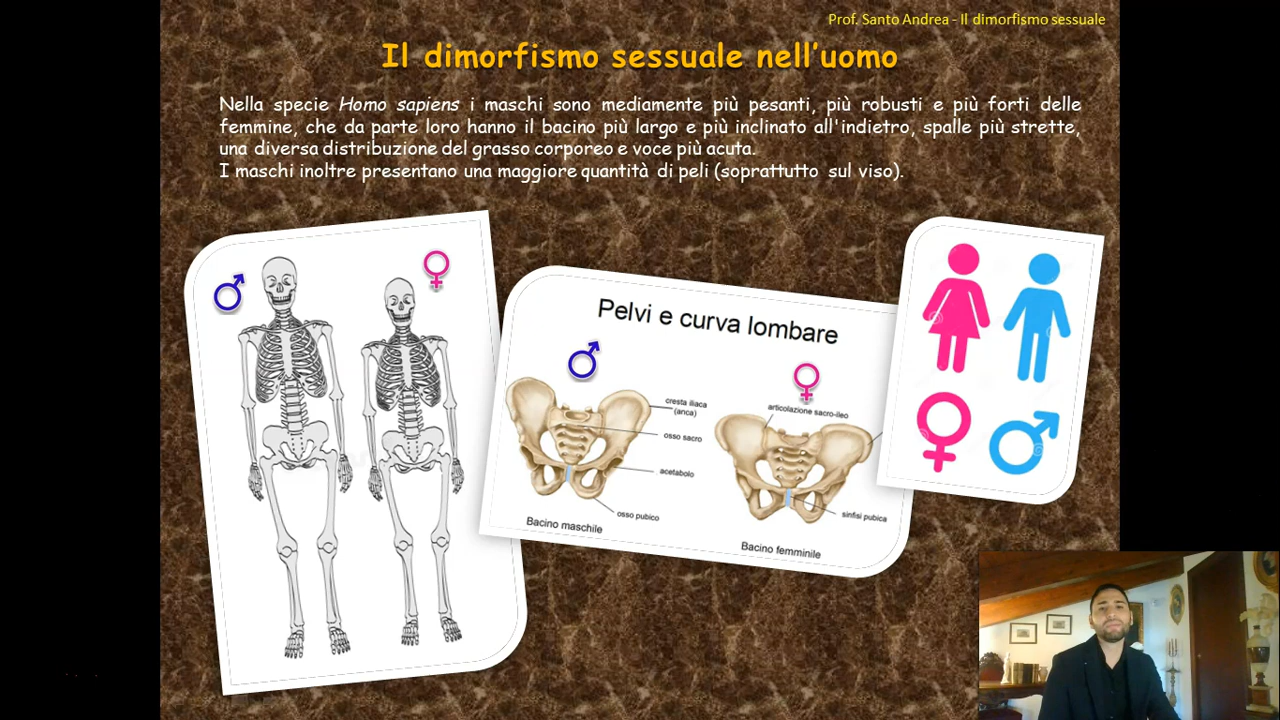 Prof. Santo Andrea - Il dimorfismo sessuale
Il dimorfismo sessuale nell'uomo
Nella specie Homo sapiens i maschi sono mediamente più pesanti, più robusti e più forti delle
femmine, che da parte loro hanno il bacino più largo e più inclinato all'indietro, spalle più strette,
una diversa distribuzione del grasso corporeo e voce più acuta.
I maschi inoltre presentano una maggiore quantità di peli (soprattutto sul viso).
Pelvi e curva lombare
cresta iliaca
(anca)
osso sacro
acetabolo
osso pubico
Bacino maschile
articolazione sacro-ileo
sinfisi pubica
Bacino femminile